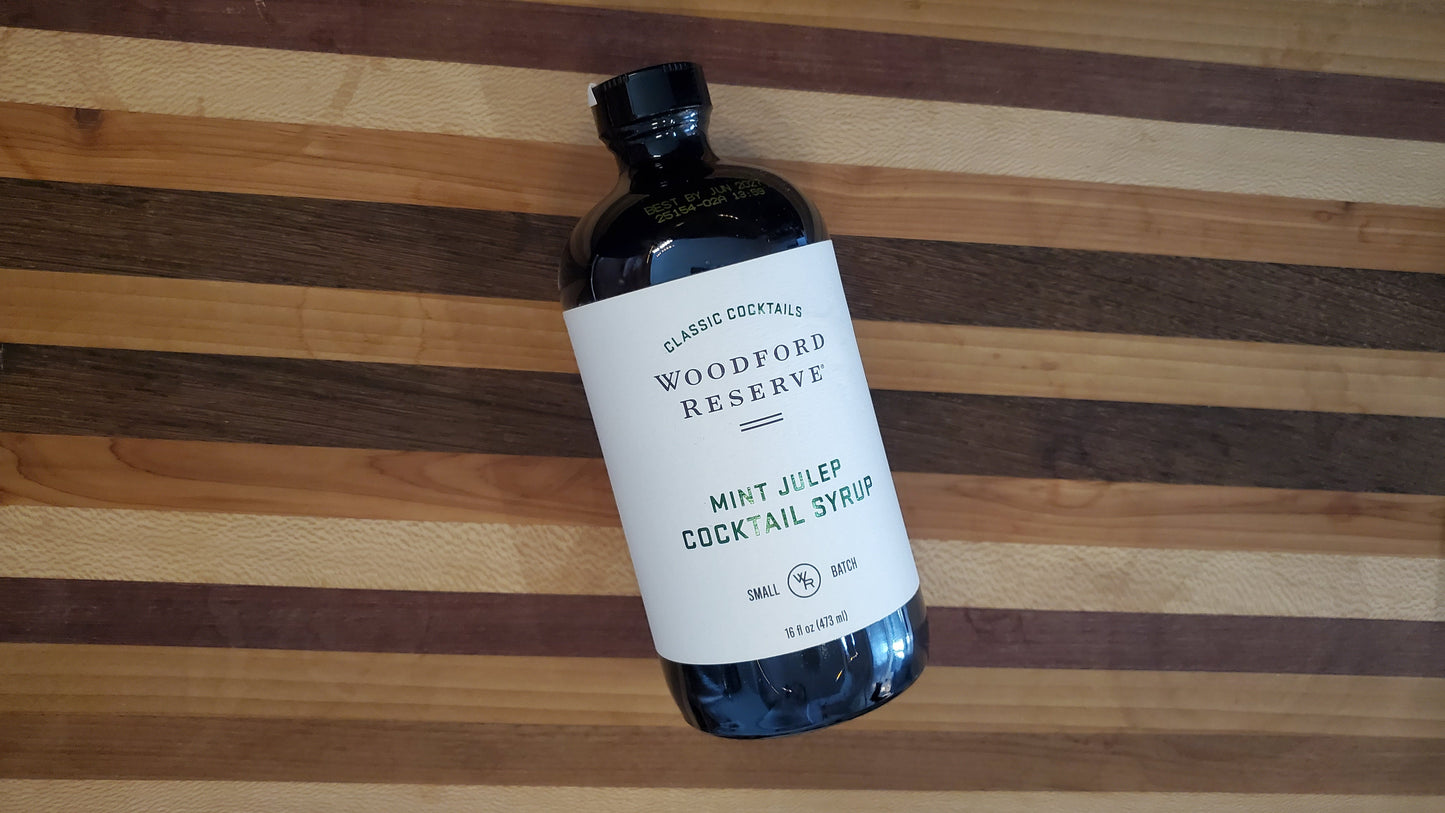 BEST BY JUN 2027
25154-02A 13:59
CLASSIC COCKTAILS
WOODFORD
RESERVE®
MINT JULEP
COCKTAIL SYRUP
SMALL WR BATCH
16 fl oz (473 ml)